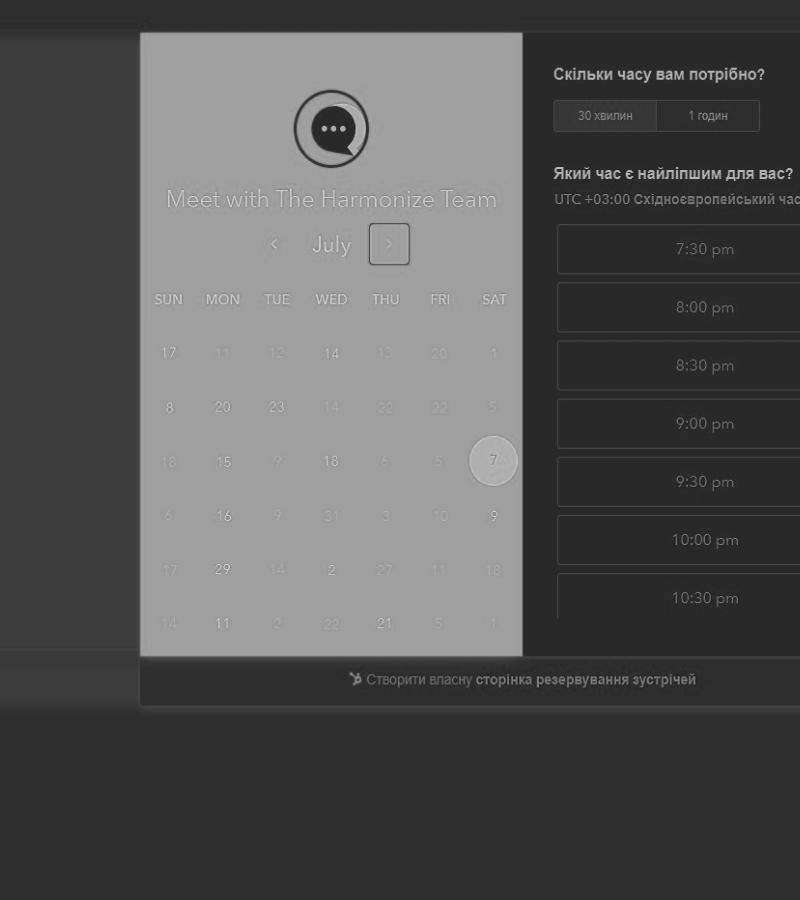 Meet with The Harmonize Team
July
SUN MON TUE WED THU FRI SAT
17 11 12 14 13 20 1
8 20 23 14 22 22 5
18 15 9 18 6 5 7
6 16 9 31 3 10 9
17 29 14 2 27 11 18
14 11 2 22 21 5 1
Скільки часу вам потрібно?
30 хвилин 1 годин
Який час є найліпшим для вас?
UTC +03:00 Східноєвропейський час
7:30 pm
8:00 pm
8:30 pm
9:00 pm
9:30 pm
10:00 pm
10:30 pm
Створити власну сторінка резервування зустрічей